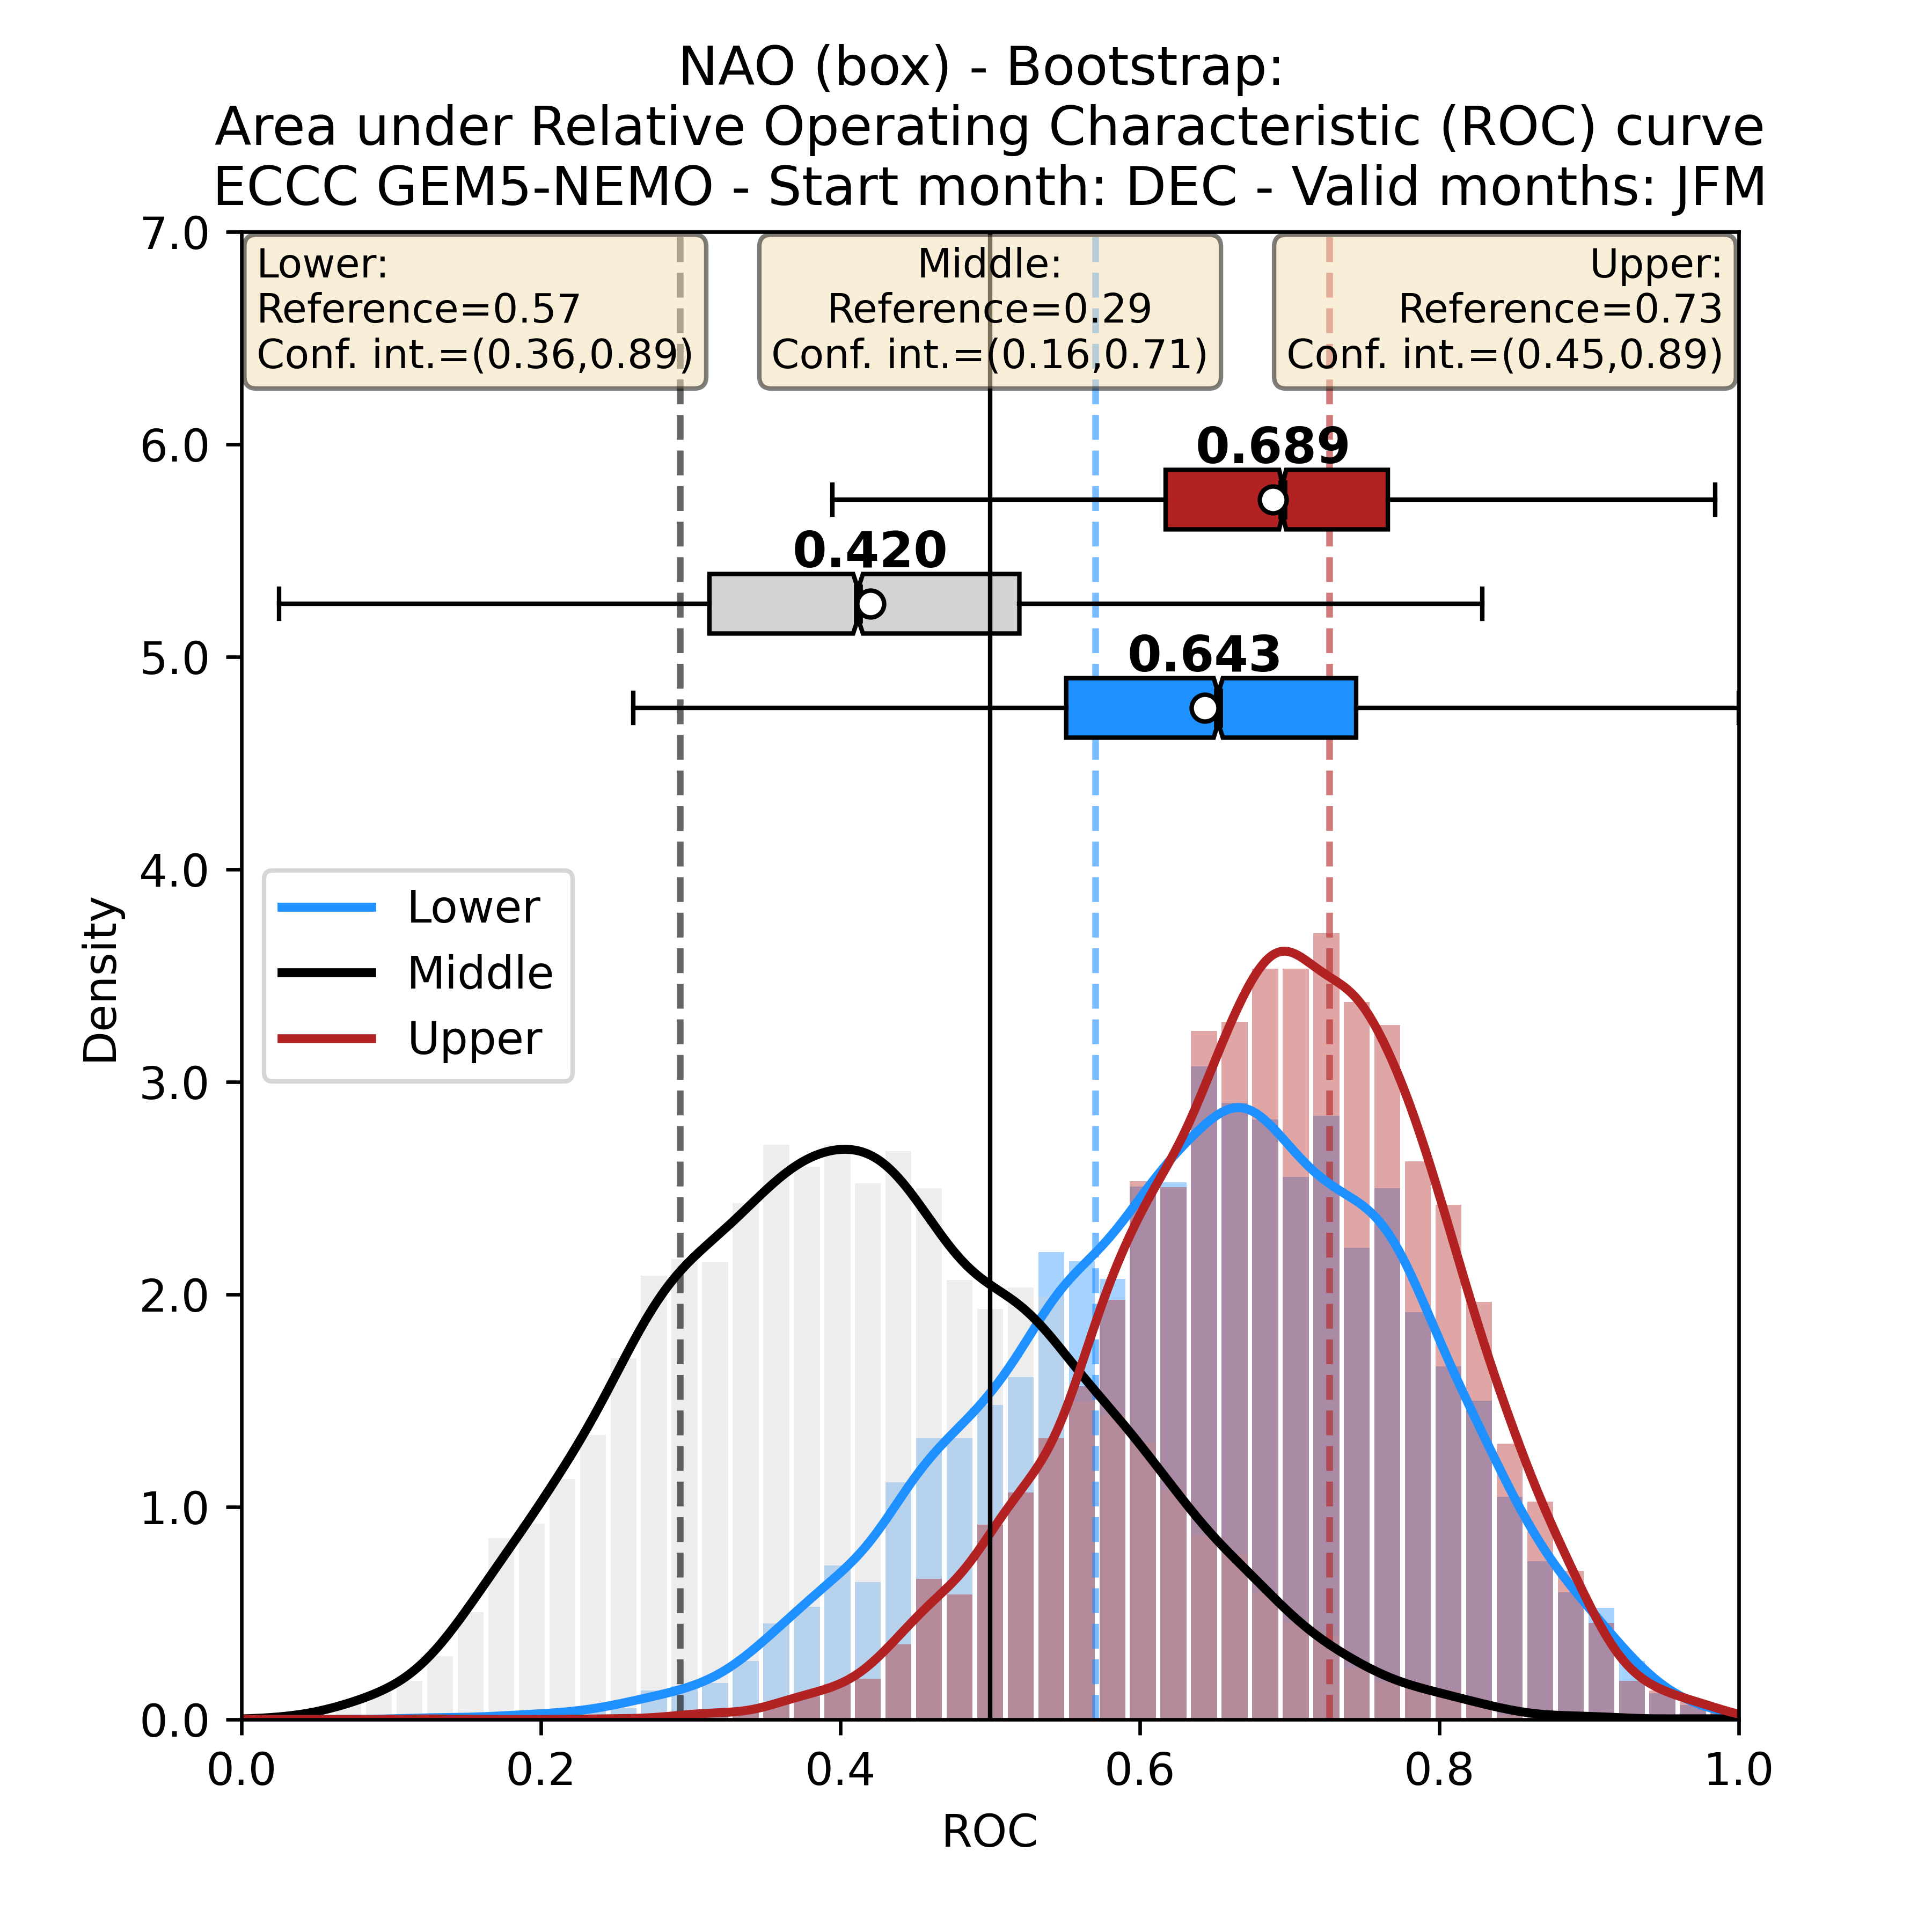 NAO (box) - Bootstrap:
Area under Relative Operating Characteristic (ROC) curve
ECCC GEM5-NEMO - Start month: DEC - Valid months: JFM
Lower:
Reference=0.57
Conf. int.=(0.36,0.89)
Middle:
Reference=0.29
Conf. int.=(0.16,0.71)
Upper:
Reference=0.73
Conf. int.=(0.45,0.89)
0.689
0.420
0.643
Lower
Middle
Upper
Density
7.0
6.0
5.0
4.0
3.0
2.0
1.0
0.0
0.0 0.2 0.4 0.6 0.8 1.0
ROC